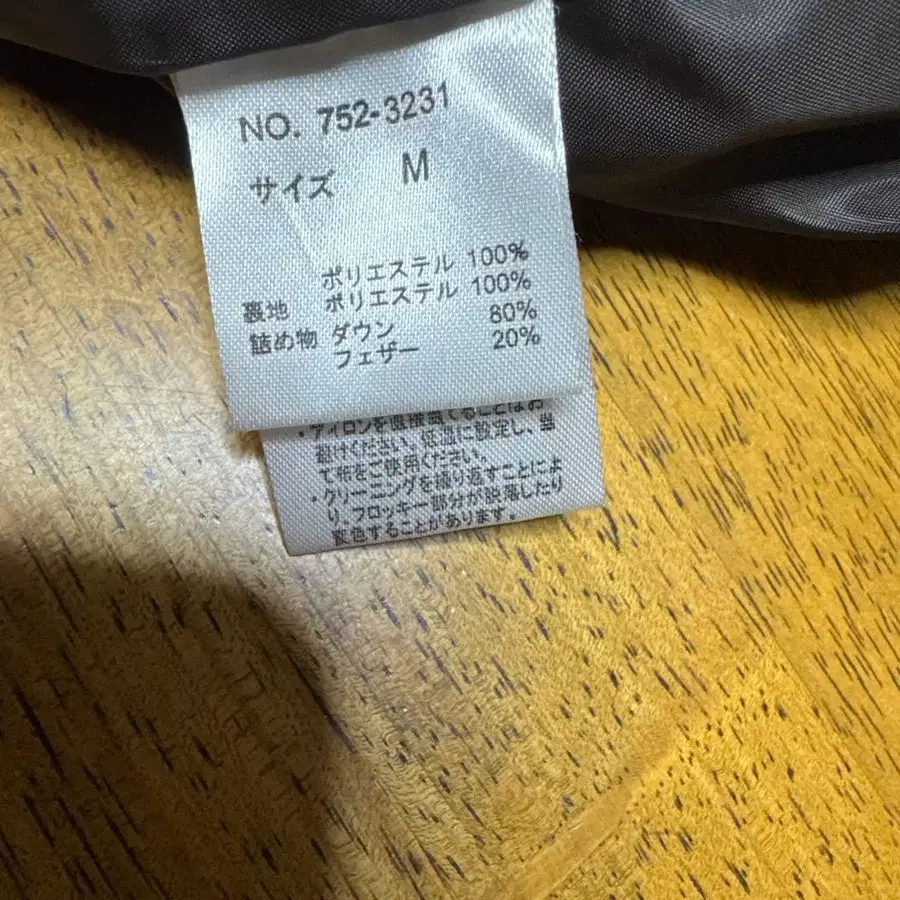 NO. 752-3231
サイズ M
ポリエステル 100%
裏地 ポリエステル 100%
詰め物 ダウン 80%
フェザー 20%
・アイロンを直接当てることはお
避けください。低温に設定し、当
て布をご使用ください。
・クリーニングを繰り返すことによ
り、フロッキー部分が脱落したり
変色することがあります。